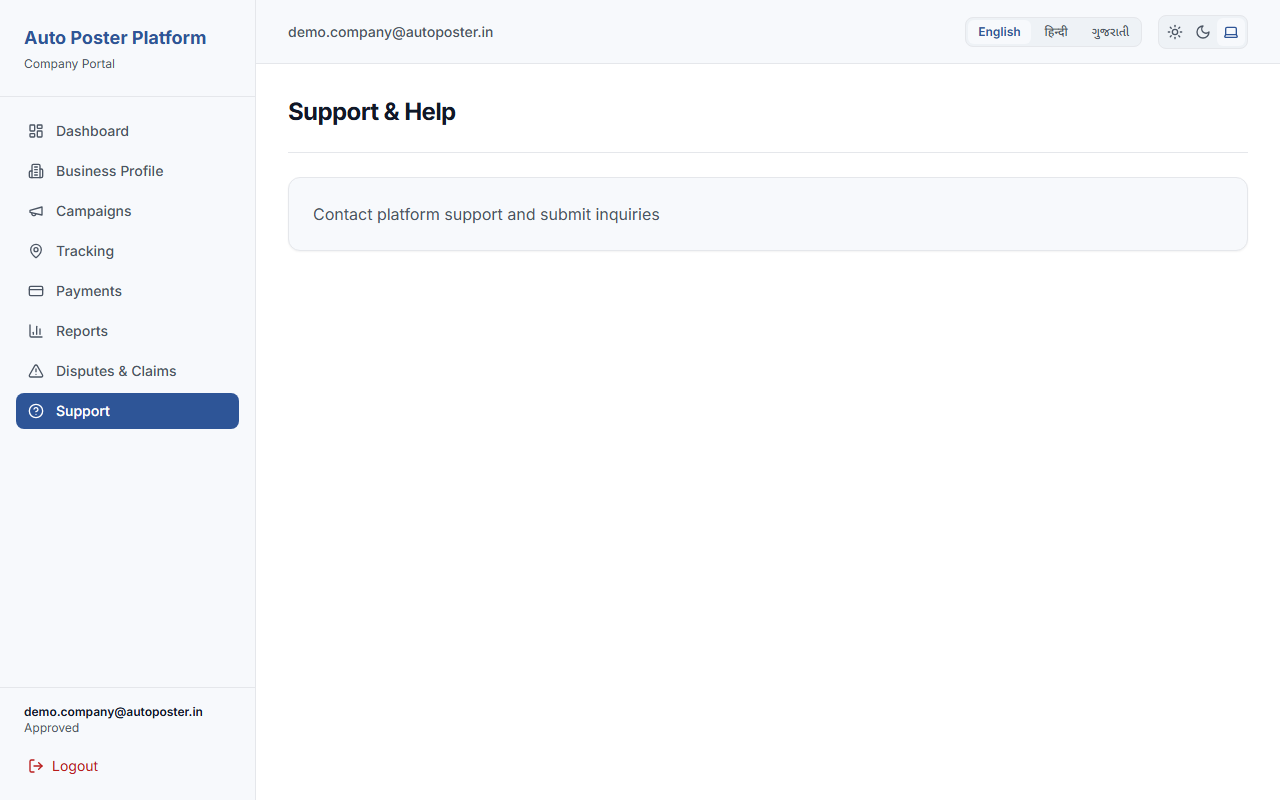 Auto Poster Platform
Company Portal
Dashboard
Business Profile
Campaigns
Tracking
Payments
Reports
Disputes & Claims
Support
demo.company@autoposter.in
Approved
Logout
demo.company@autoposter.in
English
हिन्दी
ગુજરાતી
Support & Help
Contact platform support and submit inquiries